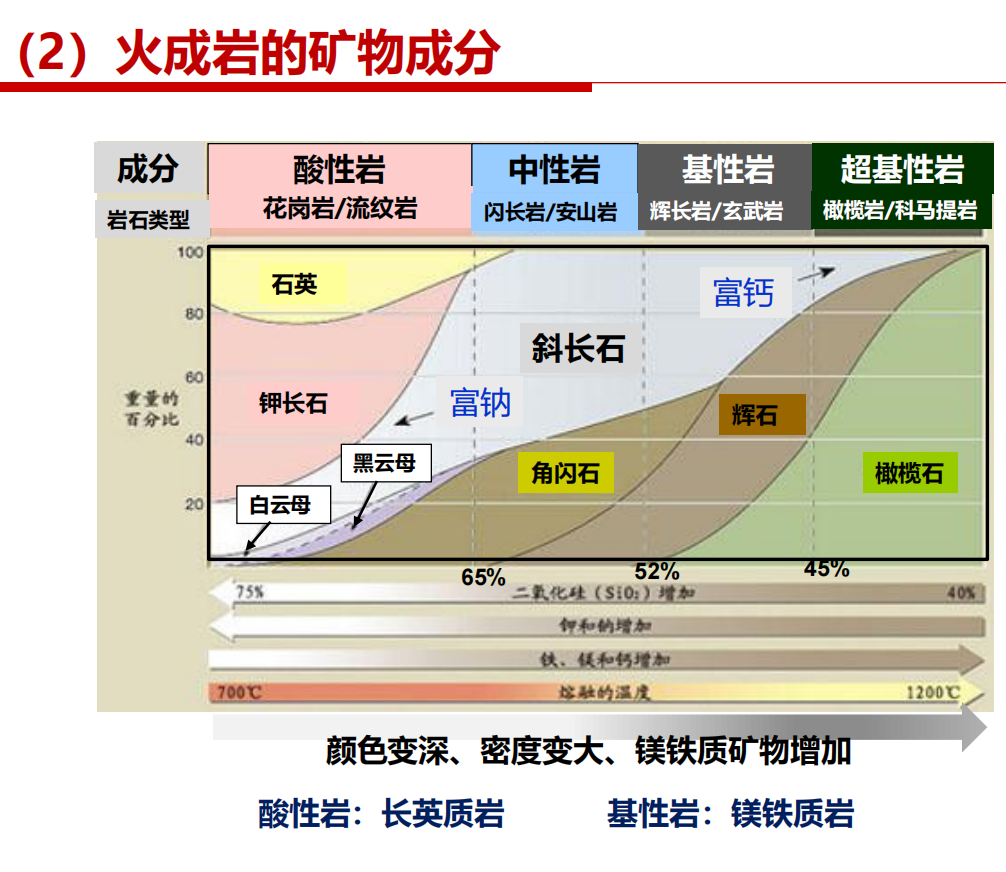 （2）火成岩的矿物成分
成分 酸性岩 中性岩 基性岩 超基性岩
岩石类型 花岗岩/流纹岩 闪长岩/安山岩 辉长岩/玄武岩 橄榄岩/科马提岩
100
石英
富钙
80
斜长石
60
重量的
百分比
钾长石
富钠
辉石
40
黑云母
角闪石
橄榄石
白云母
20
65% 52% 45%
75% 二氧化硅（SiO₂）增加 40%
钾和钠增加
铁、镁和钙增加
700℃ 熔融的温度 1200℃
颜色变深、密度变大、镁铁质矿物增加
酸性岩：长英质岩 基性岩：镁铁质岩